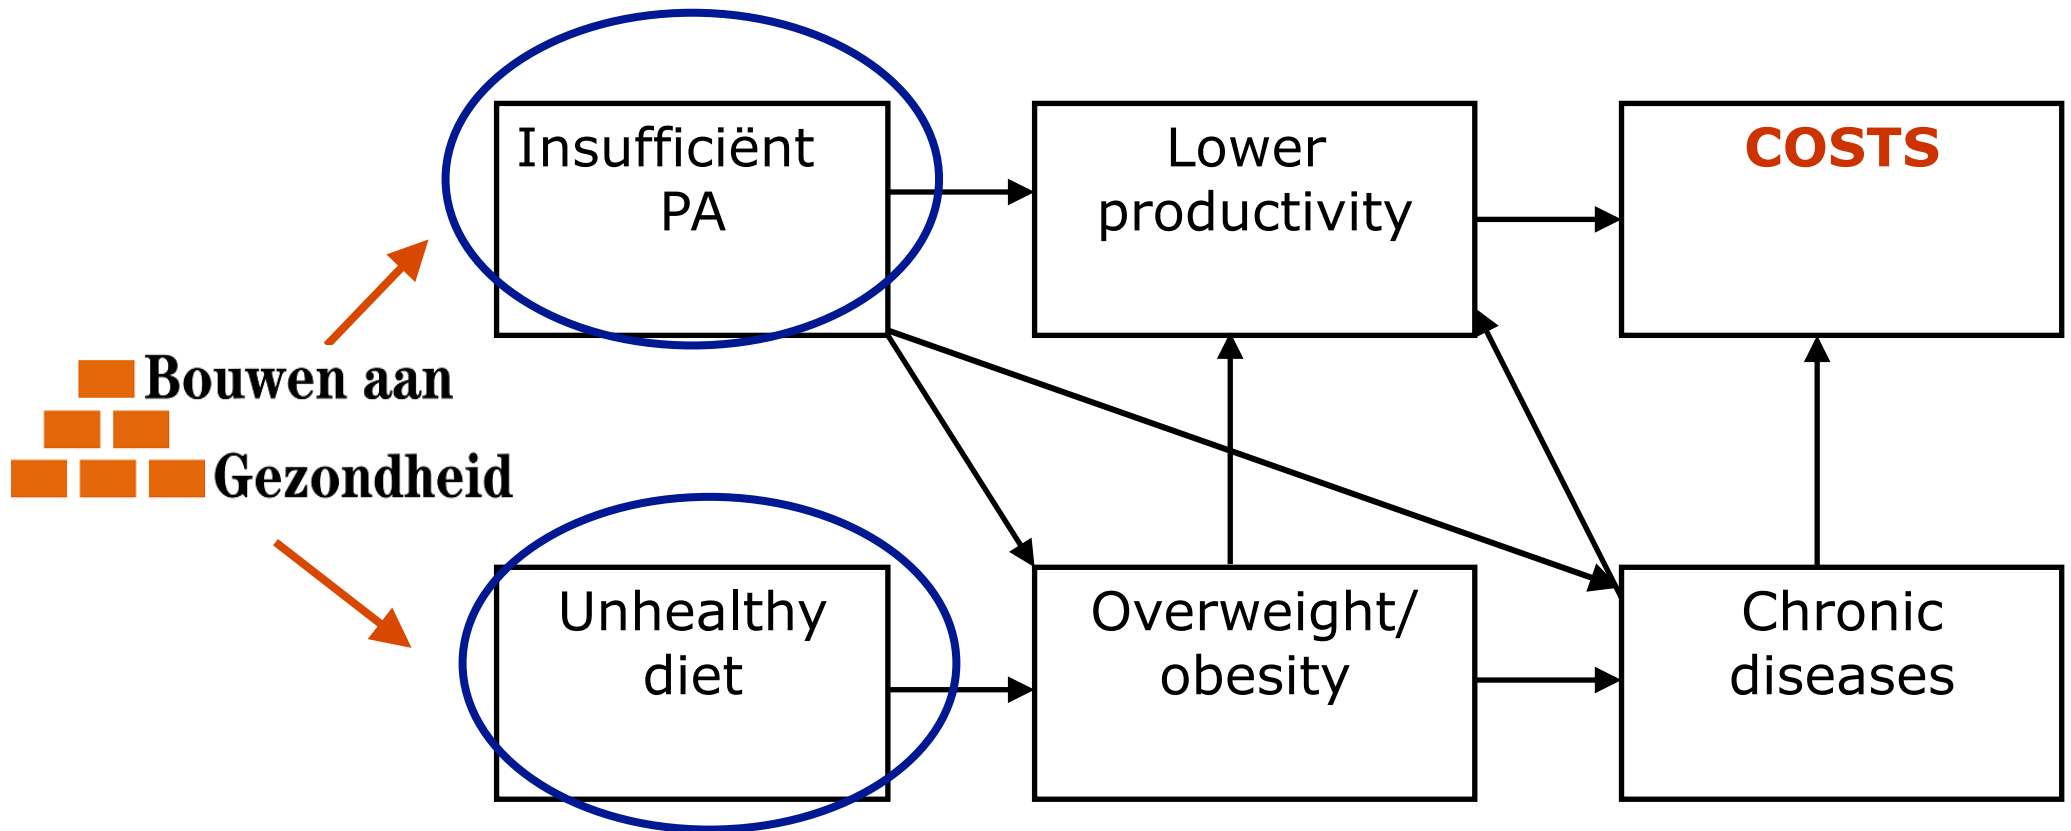 Insufficiënt
PA
Lower
productivity
COSTS
Bouwen aan
Gezondheid
Unhealthy
diet
Overweight/
obesity
Chronic
diseases